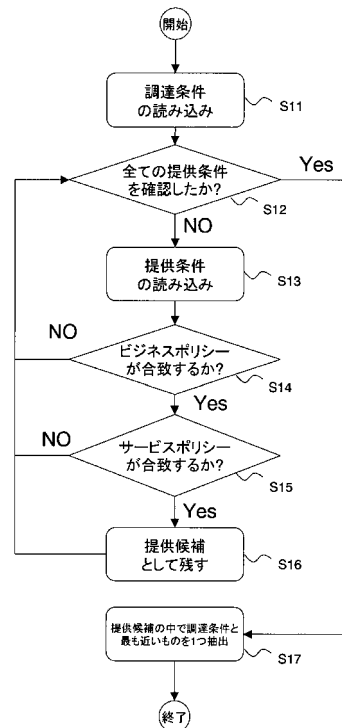 開始
調達条件
の読み込み
S11
全ての提供条件
を確認したか?
Yes
S12
NO
提供条件
の読み込み
S13
NO
ビジネスポリシー
が合致するか?
S14
Yes
NO
サービスポリシー
が合致するか?
S15
Yes
提供候補
として残す
S16
提供候補の中で調達条件と
最も近いものを1つ抽出
S17
終了